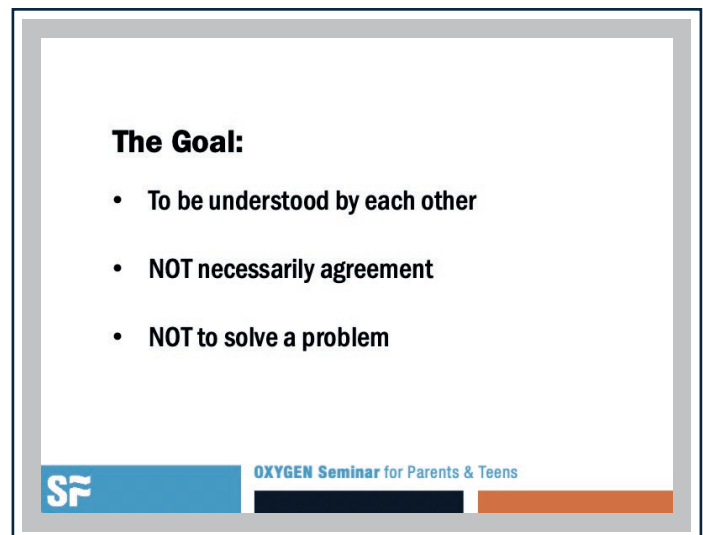 The Goal:
• To be understood by each other
• NOT necessarily agreement
• NOT to solve a problem
OXYGEN Seminar for Parents & Teens
SF